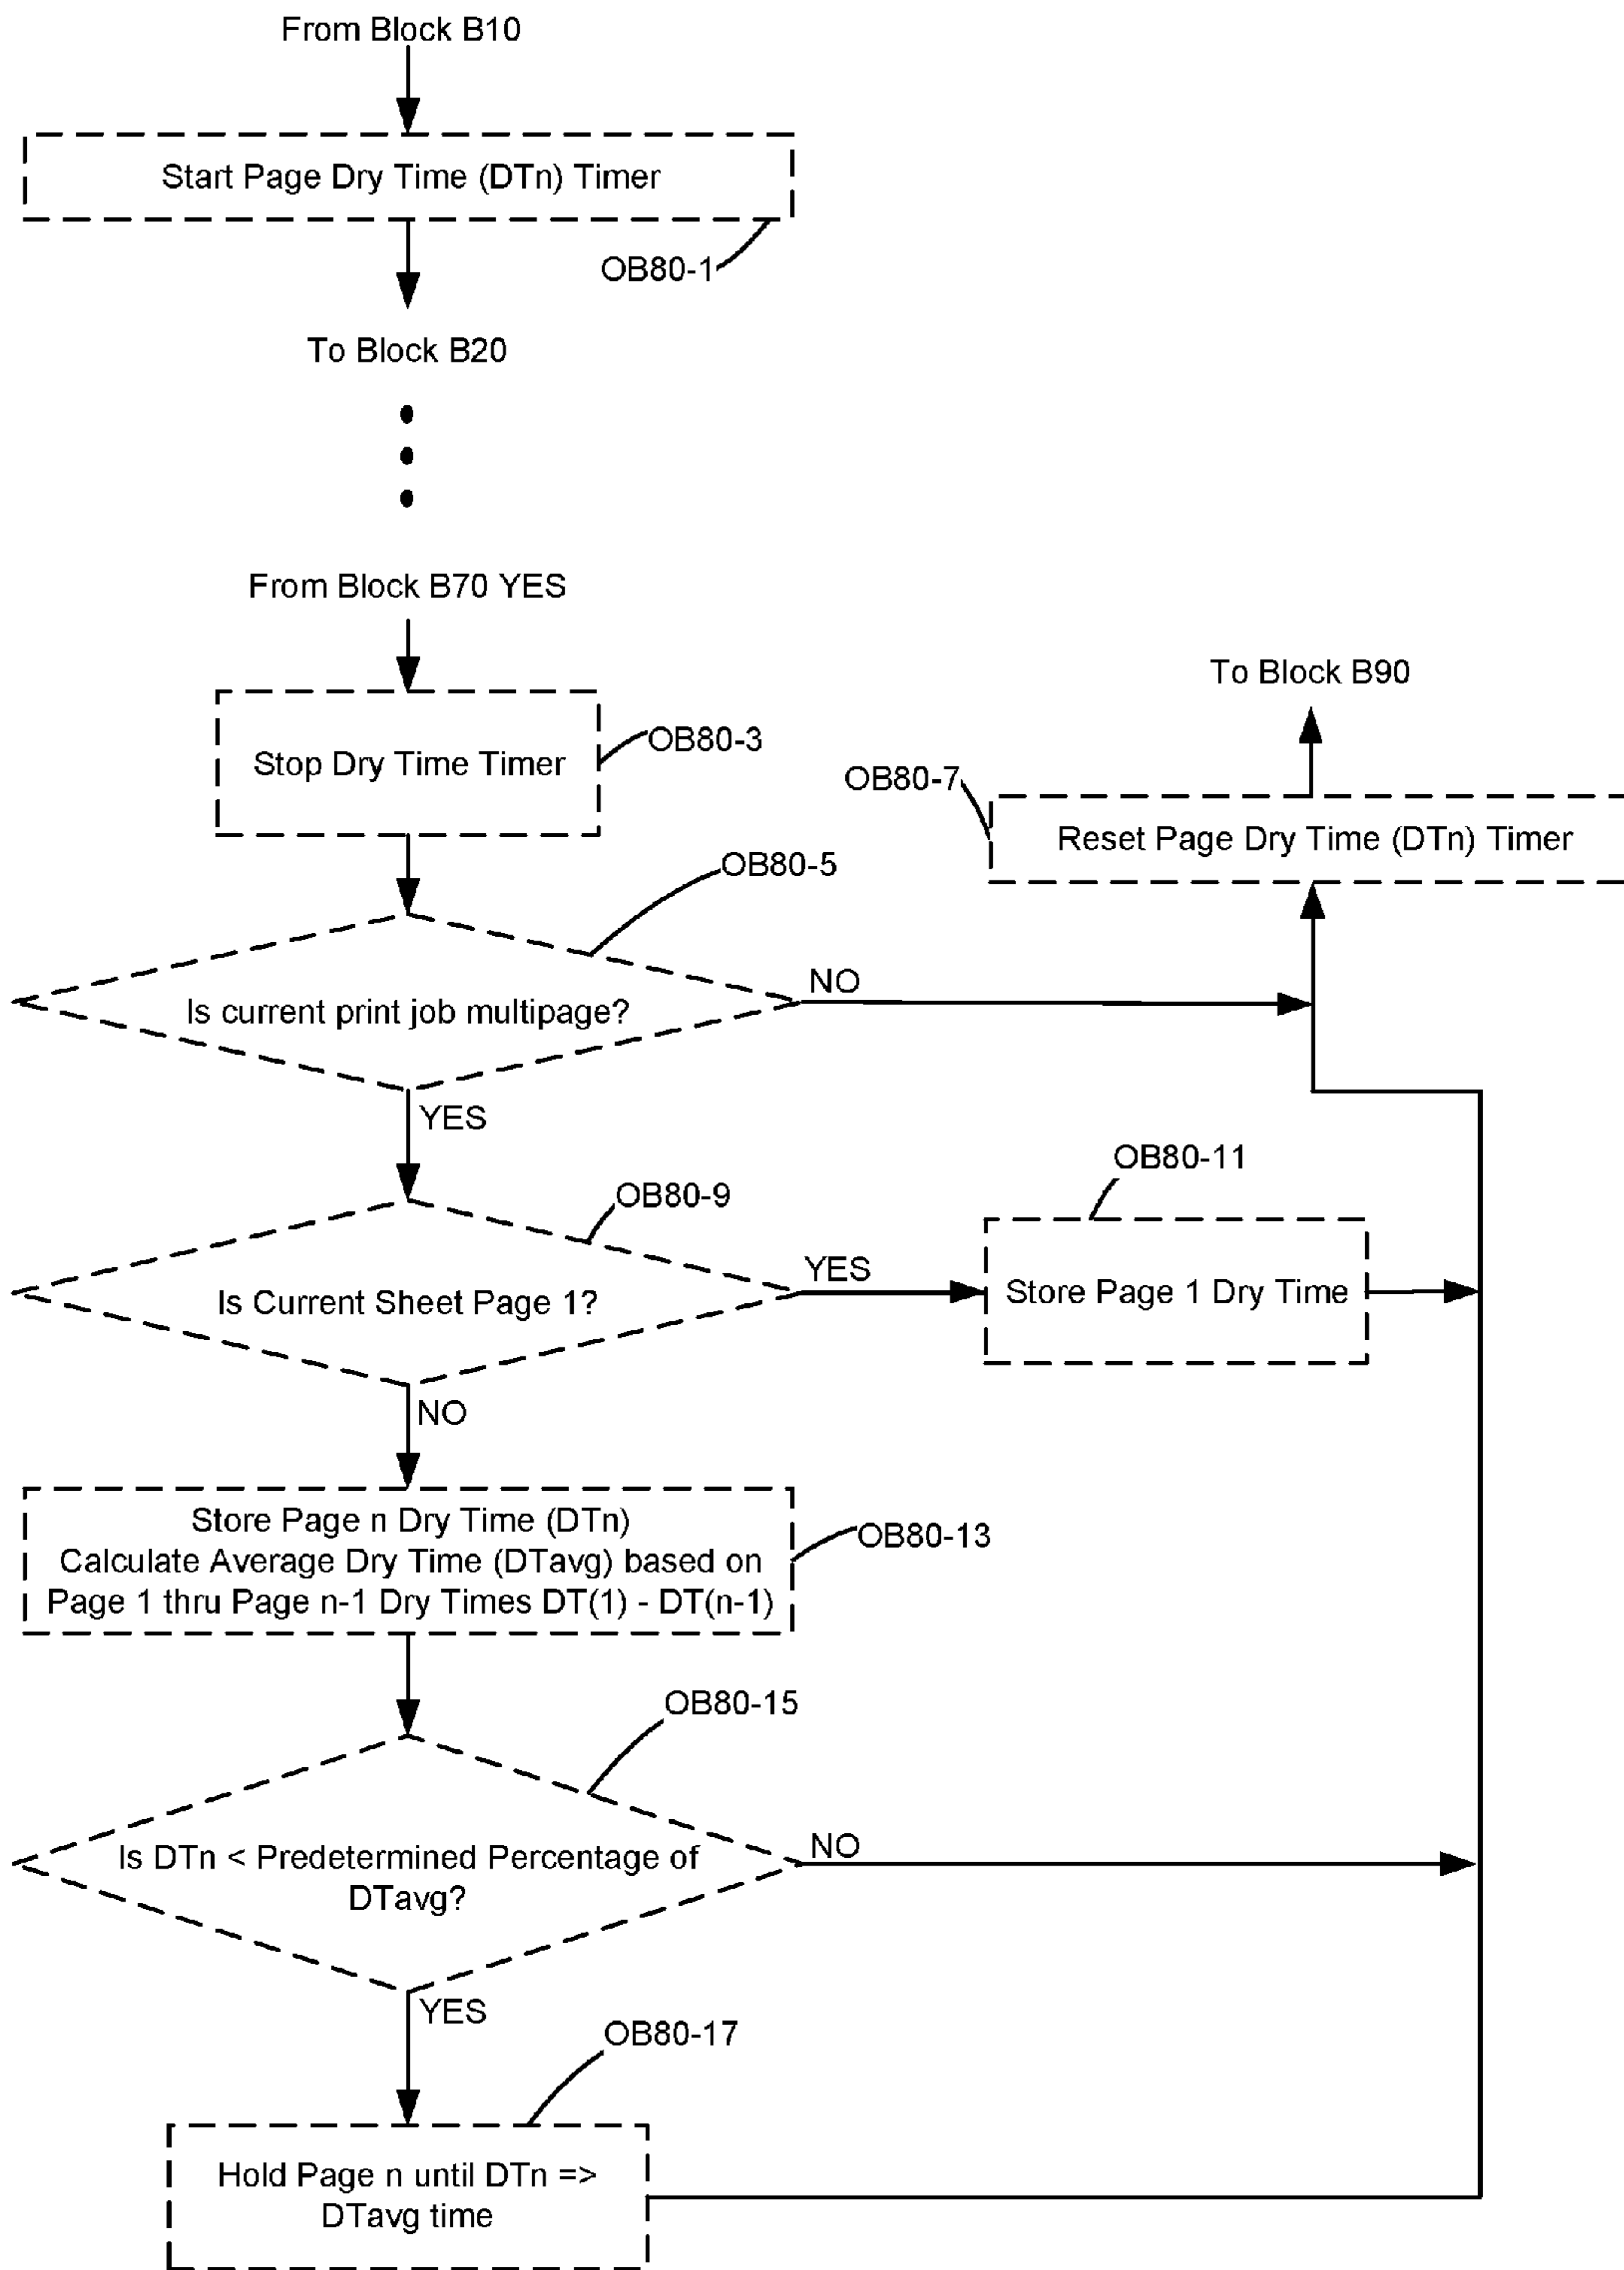 From Block B10
Start Page Dry Time (DTn) Timer
OB80-1
To Block B20
From Block B70 YES
Stop Dry Time Timer
OB80-3
To Block B90
OB80-7
Reset Page Dry Time (DTn) Timer
OB80-5
Is current print job multipage?
NO
YES
OB80-9
Is Current Sheet Page 1?
YES
OB80-11
Store Page 1 Dry Time
NO
Store Page n Dry Time (DTn)
Calculate Average Dry Time (DTavg) based on
Page 1 thru Page n-1 Dry Times DT(1) - DT(n-1)
OB80-13
OB80-15
Is DTn < Predetermined Percentage of
DTavg?
NO
YES
OB80-17
Hold Page n until DTn =>
DTavg time